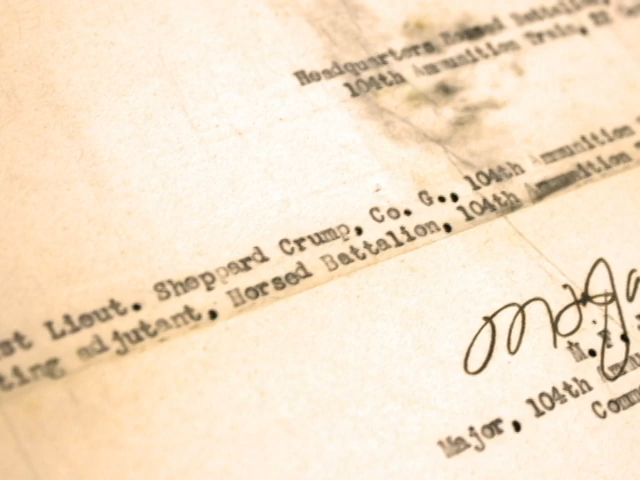 Headquarters Horsed Battalion,
104th Ammunition Train,
st Lieut. Sheppard Crump, Co. G., 104th Ammunition
ting adjutant, Horsed Battalion, 104th Ammunition
M.
Major, 104th
Comm